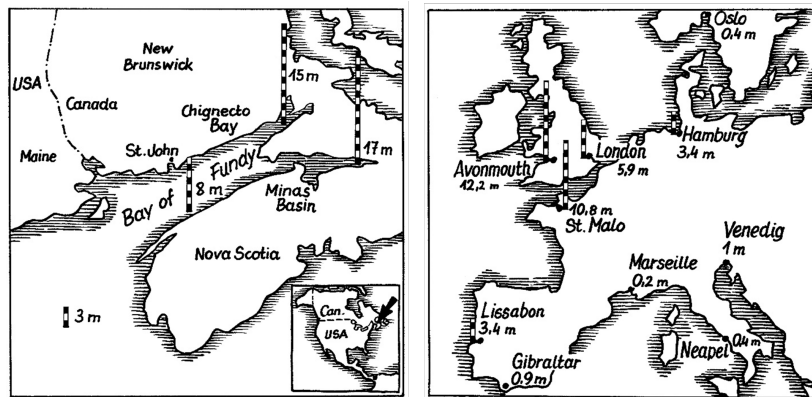 New
Brunswick
15 m
USA
Canada
Chignecto
Bay
Maine
St. John
17 m
Bay of Fundy
8 m
Minas
Basin
Nova Scotia
3 m
Can.
USA
Oslo
0,4 m
Hamburg
3,4 m
London
5,9 m
Avonmouth
12,2 m
10,8 m
St. Malo
Venedig
1 m
Marseille
0,2 m
Lissabon
3,4 m
0,4 m
Neapel
Gibraltar
0,9 m